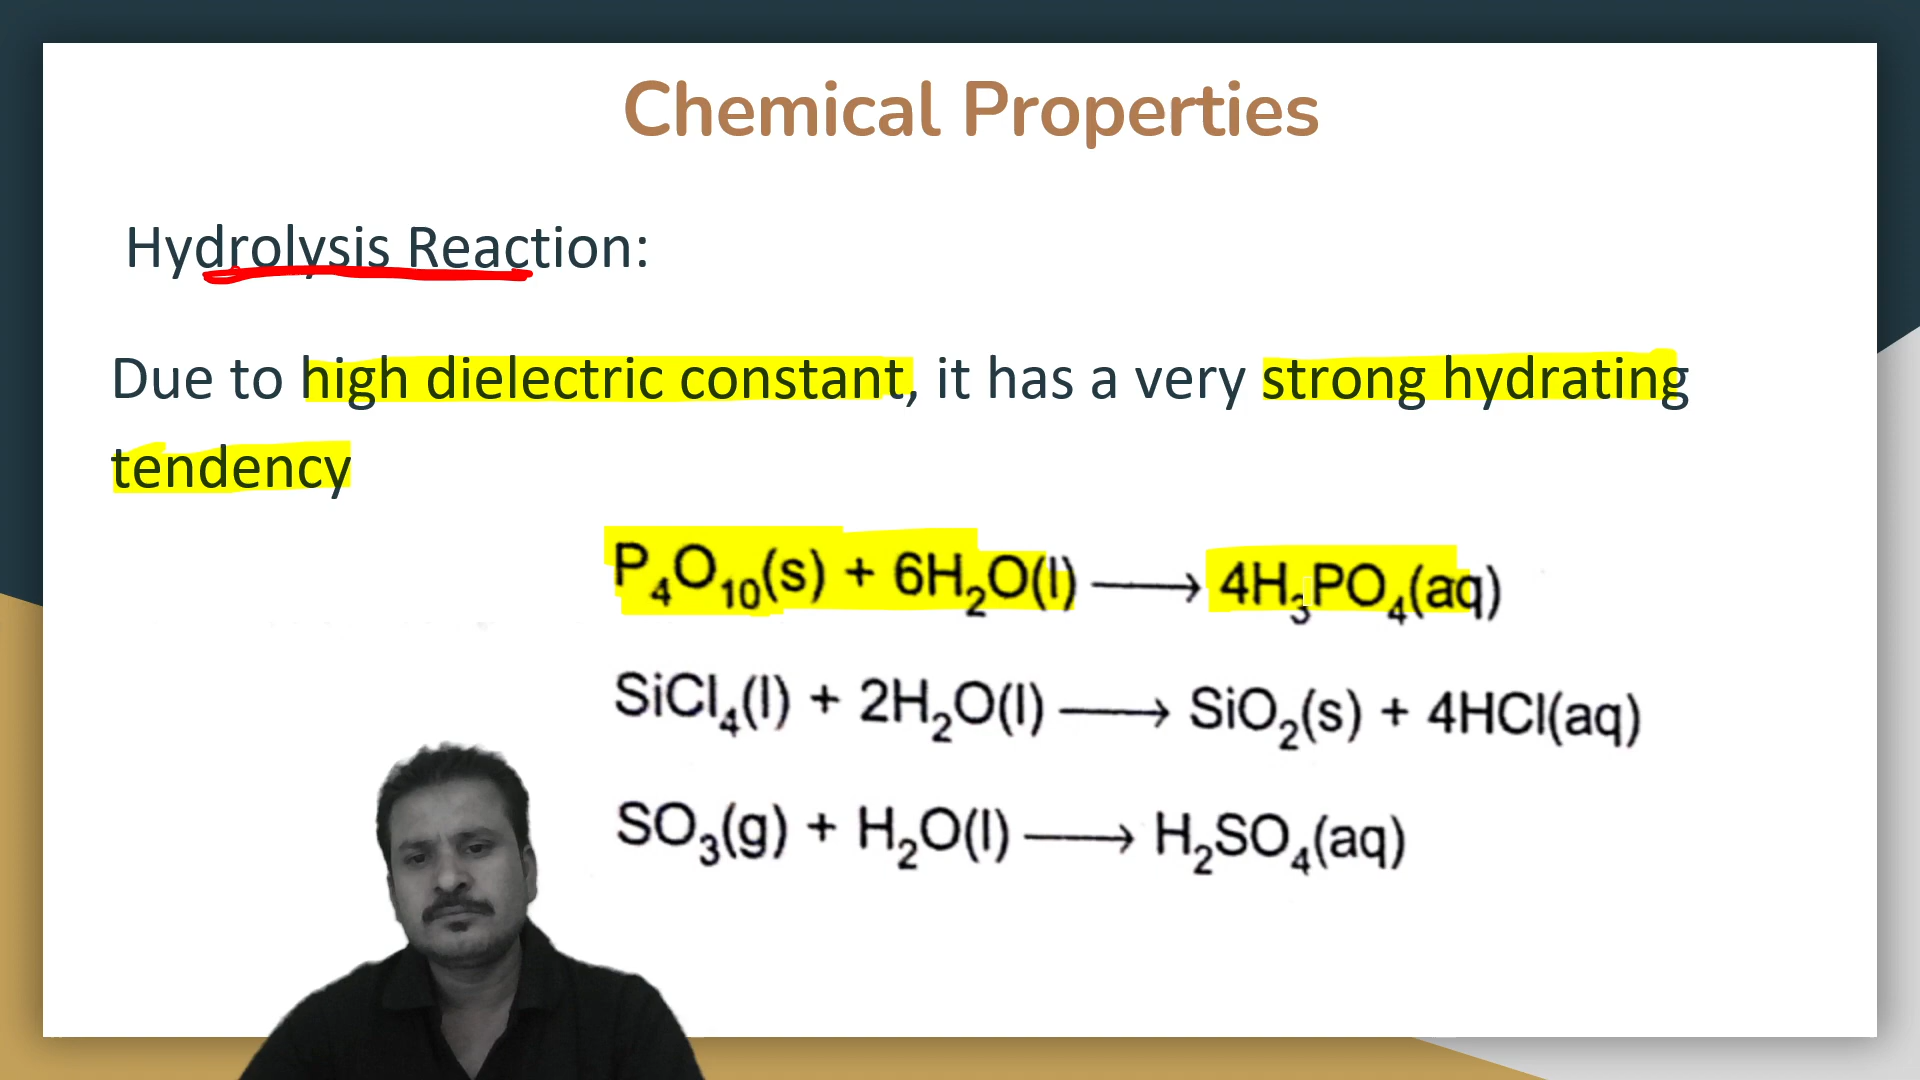 Chemical Properties
Hydrolysis Reaction:
Due to high dielectric constant, it has a very strong hydrating
tendency
P₄O₁₀(s) + 6H₂O(l) ⟶ 4H₃PO₄(aq)
SiCl₄(l) + 2H₂O(l) ⟶ SiO₂(s) + 4HCl(aq)
SO₃(g) + H₂O(l) ⟶ H₂SO₄(aq)